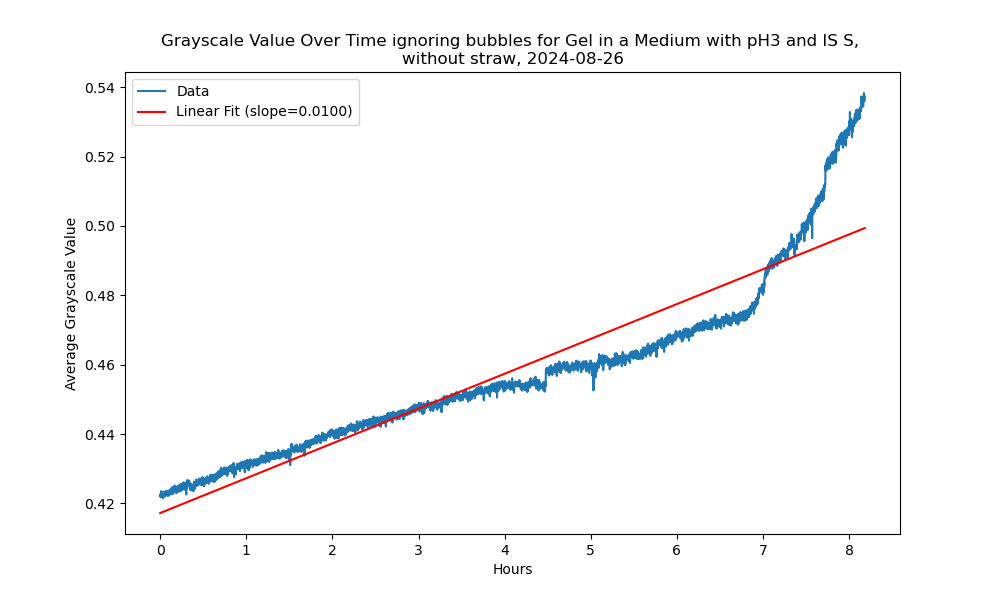 Grayscale Value Over Time ignoring bubbles for Gel in a Medium with pH3 and IS S,
without straw, 2024-08-26
Data
Linear Fit (slope=0.0100)
0.54
0.52
0.50
0.48
0.46
0.44
0.42
Average Grayscale Value
0 1 2 3 4 5 6 7 8
Hours